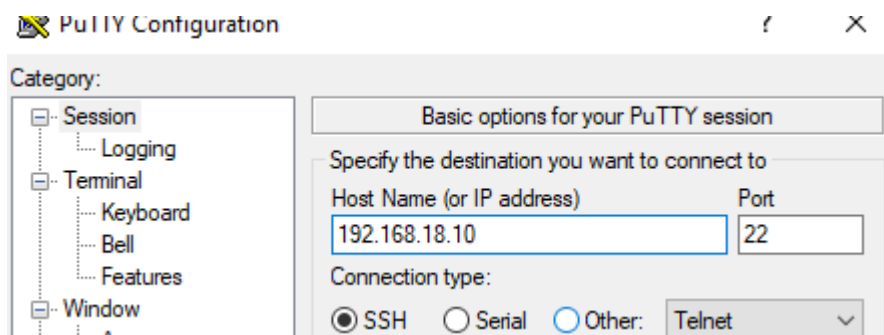 PuTTY Configuration
?
Category:
Session
Logging
Terminal
Keyboard
Bell
Features
Window
Basic options for your PuTTY session
Specify the destination you want to connect to
Host Name (or IP address) Port
192.168.18.10 22
Connection type:
SSH Serial Other: Telnet